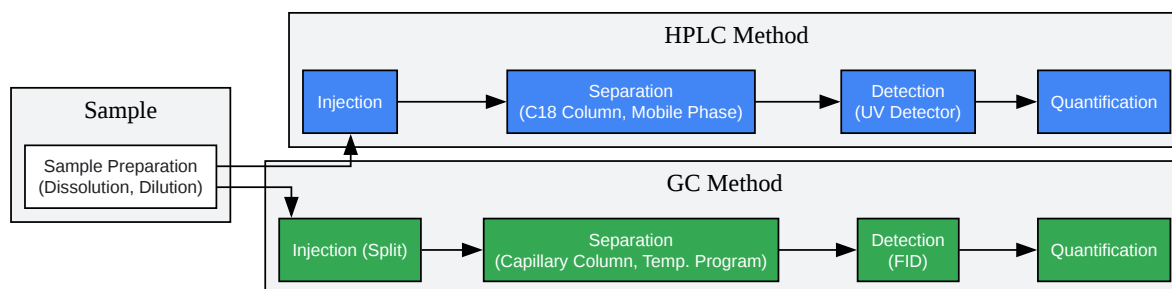 Sample
Sample Preparation
(Dissolution, Dilution)
HPLC Method
Injection
Separation
(C18 Column, Mobile Phase)
Detection
(UV Detector)
Quantification
GC Method
Injection (Split)
Separation
(Capillary Column, Temp. Program)
Detection
(FID)
Quantification